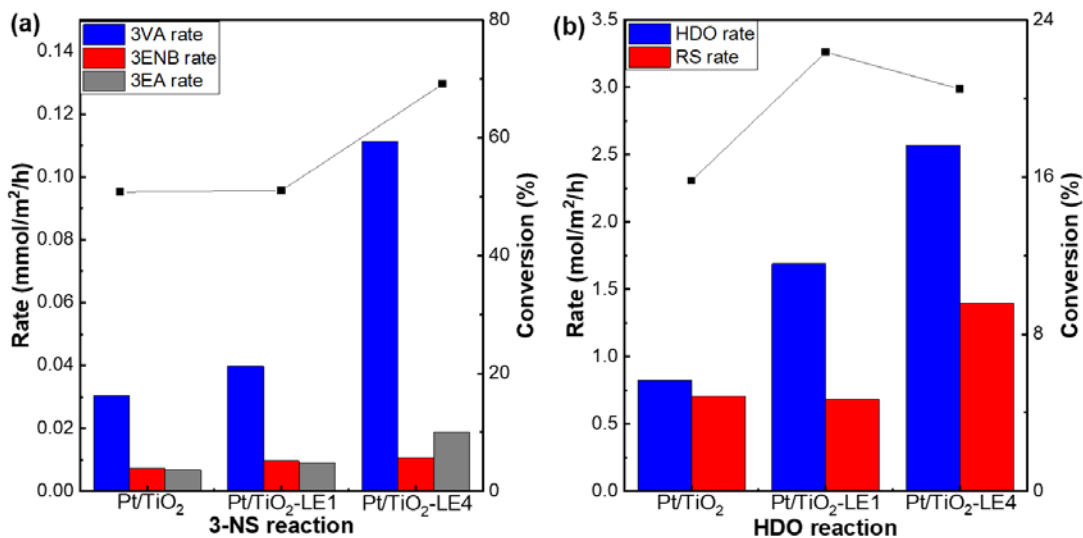 (a)
3VA rate
3ENB rate
3EA rate
Rate (mmol/m²/h)
0.14
0.12
0.10
0.08
0.06
0.04
0.02
0.00
80
60
40
20
0
Conversion (%)
Pt/TiO₂ Pt/TiO₂-LE1 Pt/TiO₂-LE4
3-NS reaction
(b)
HDO rate
RS rate
Rate (mol/m²/h)
3.5
3.0
2.5
2.0
1.5
1.0
0.5
0.0
24
16
8
0
Conversion (%)
Pt/TiO₂ Pt/TiO₂-LE1 Pt/TiO₂-LE4
HDO reaction